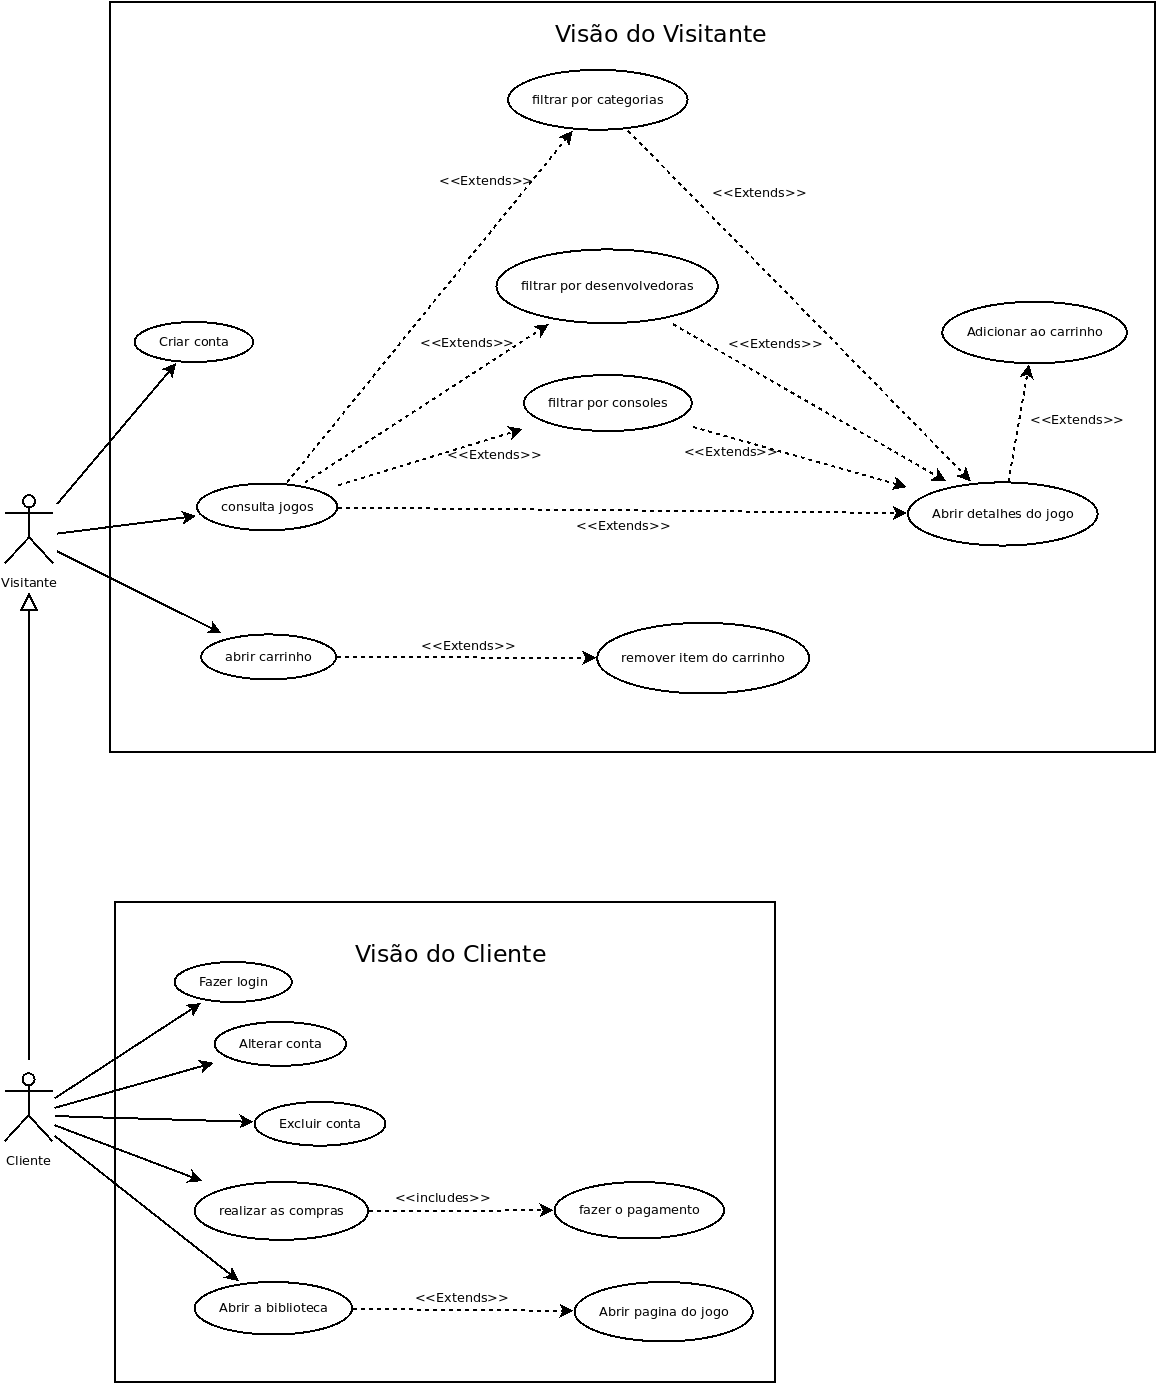 Visão do Visitante
filtrar por categorias
<<Extends>>
<<Extends>>
filtrar por desenvolvedoras
Criar conta
Adicionar ao carrinho
<<Extends>>
<<Extends>>
filtrar por consoles
<<Extends>>
<<Extends>>
<<Extends>>
consulta jogos
Abrir detalhes do jogo
<<Extends>>
Visitante
<<Extends>>
abrir carrinho
remover item do carrinho
Visão do Cliente
Fazer login
Alterar conta
Excluir conta
Cliente
<<includes>>
realizar as compras
fazer o pagamento
<<Extends>>
Abrir a biblioteca
Abrir pagina do jogo